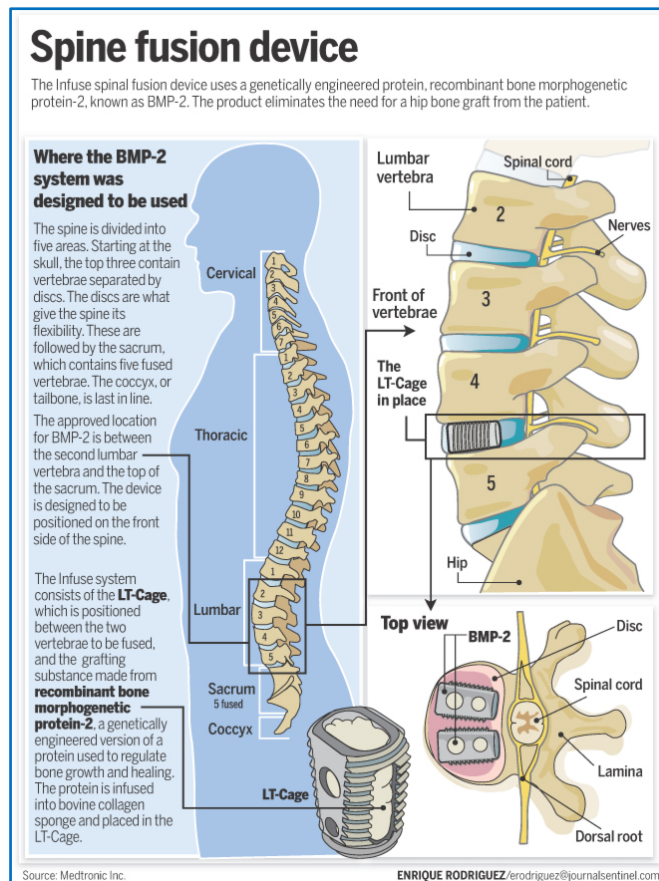 Spine fusion device
The Infuse spinal fusion device uses a genetically engineered protein, recombinant bone morphogenetic
protein-2, known as BMP-2. The product eliminates the need for a hip bone graft from the patient.
Where the BMP-2
system was
designed to be used
The spine is divided into
five areas. Starting at the
skull, the top three contain
vertebrae separated by
discs. The discs are what
give the spine its
flexibility. These are
followed by the sacrum,
which contains five fused
vertebrae. The coccyx, or
tailbone, is last in line.
The approved location
for BMP-2 is between
the second lumbar
vertebra and the top of
the sacrum. The device
is designed to be
positioned on the front
side of the spine.
The Infuse system
consists of the LT-Cage,
which is positioned
between the two
vertebrae to be fused,
and the grafting
substance made from
recombinant bone
morphogenetic
protein-2, a genetically
engineered version of a
protein used to regulate
bone growth and healing.
The protein is infused
into bovine collagen
sponge and placed in the
LT-Cage.
Cervical
1
2
3
4
5
6
7
Thoracic
1
2
3
4
5
6
7
8
9
10
11
12
Lumbar
1
2
3
4
5
Sacrum
5 fused
Coccyx
LT-Cage
Lumbar
vertebra
Spinal cord
2
Disc
Nerves
Front of
vertebrae
3
The
LT-Cage
in place
4
5
Hip
Top view
BMP-2
Disc
Spinal cord
Lamina
Dorsal root
Source: Medtronic Inc.
ENRIQUE RODRIGUEZ/erodriguez@journalsentinel.com